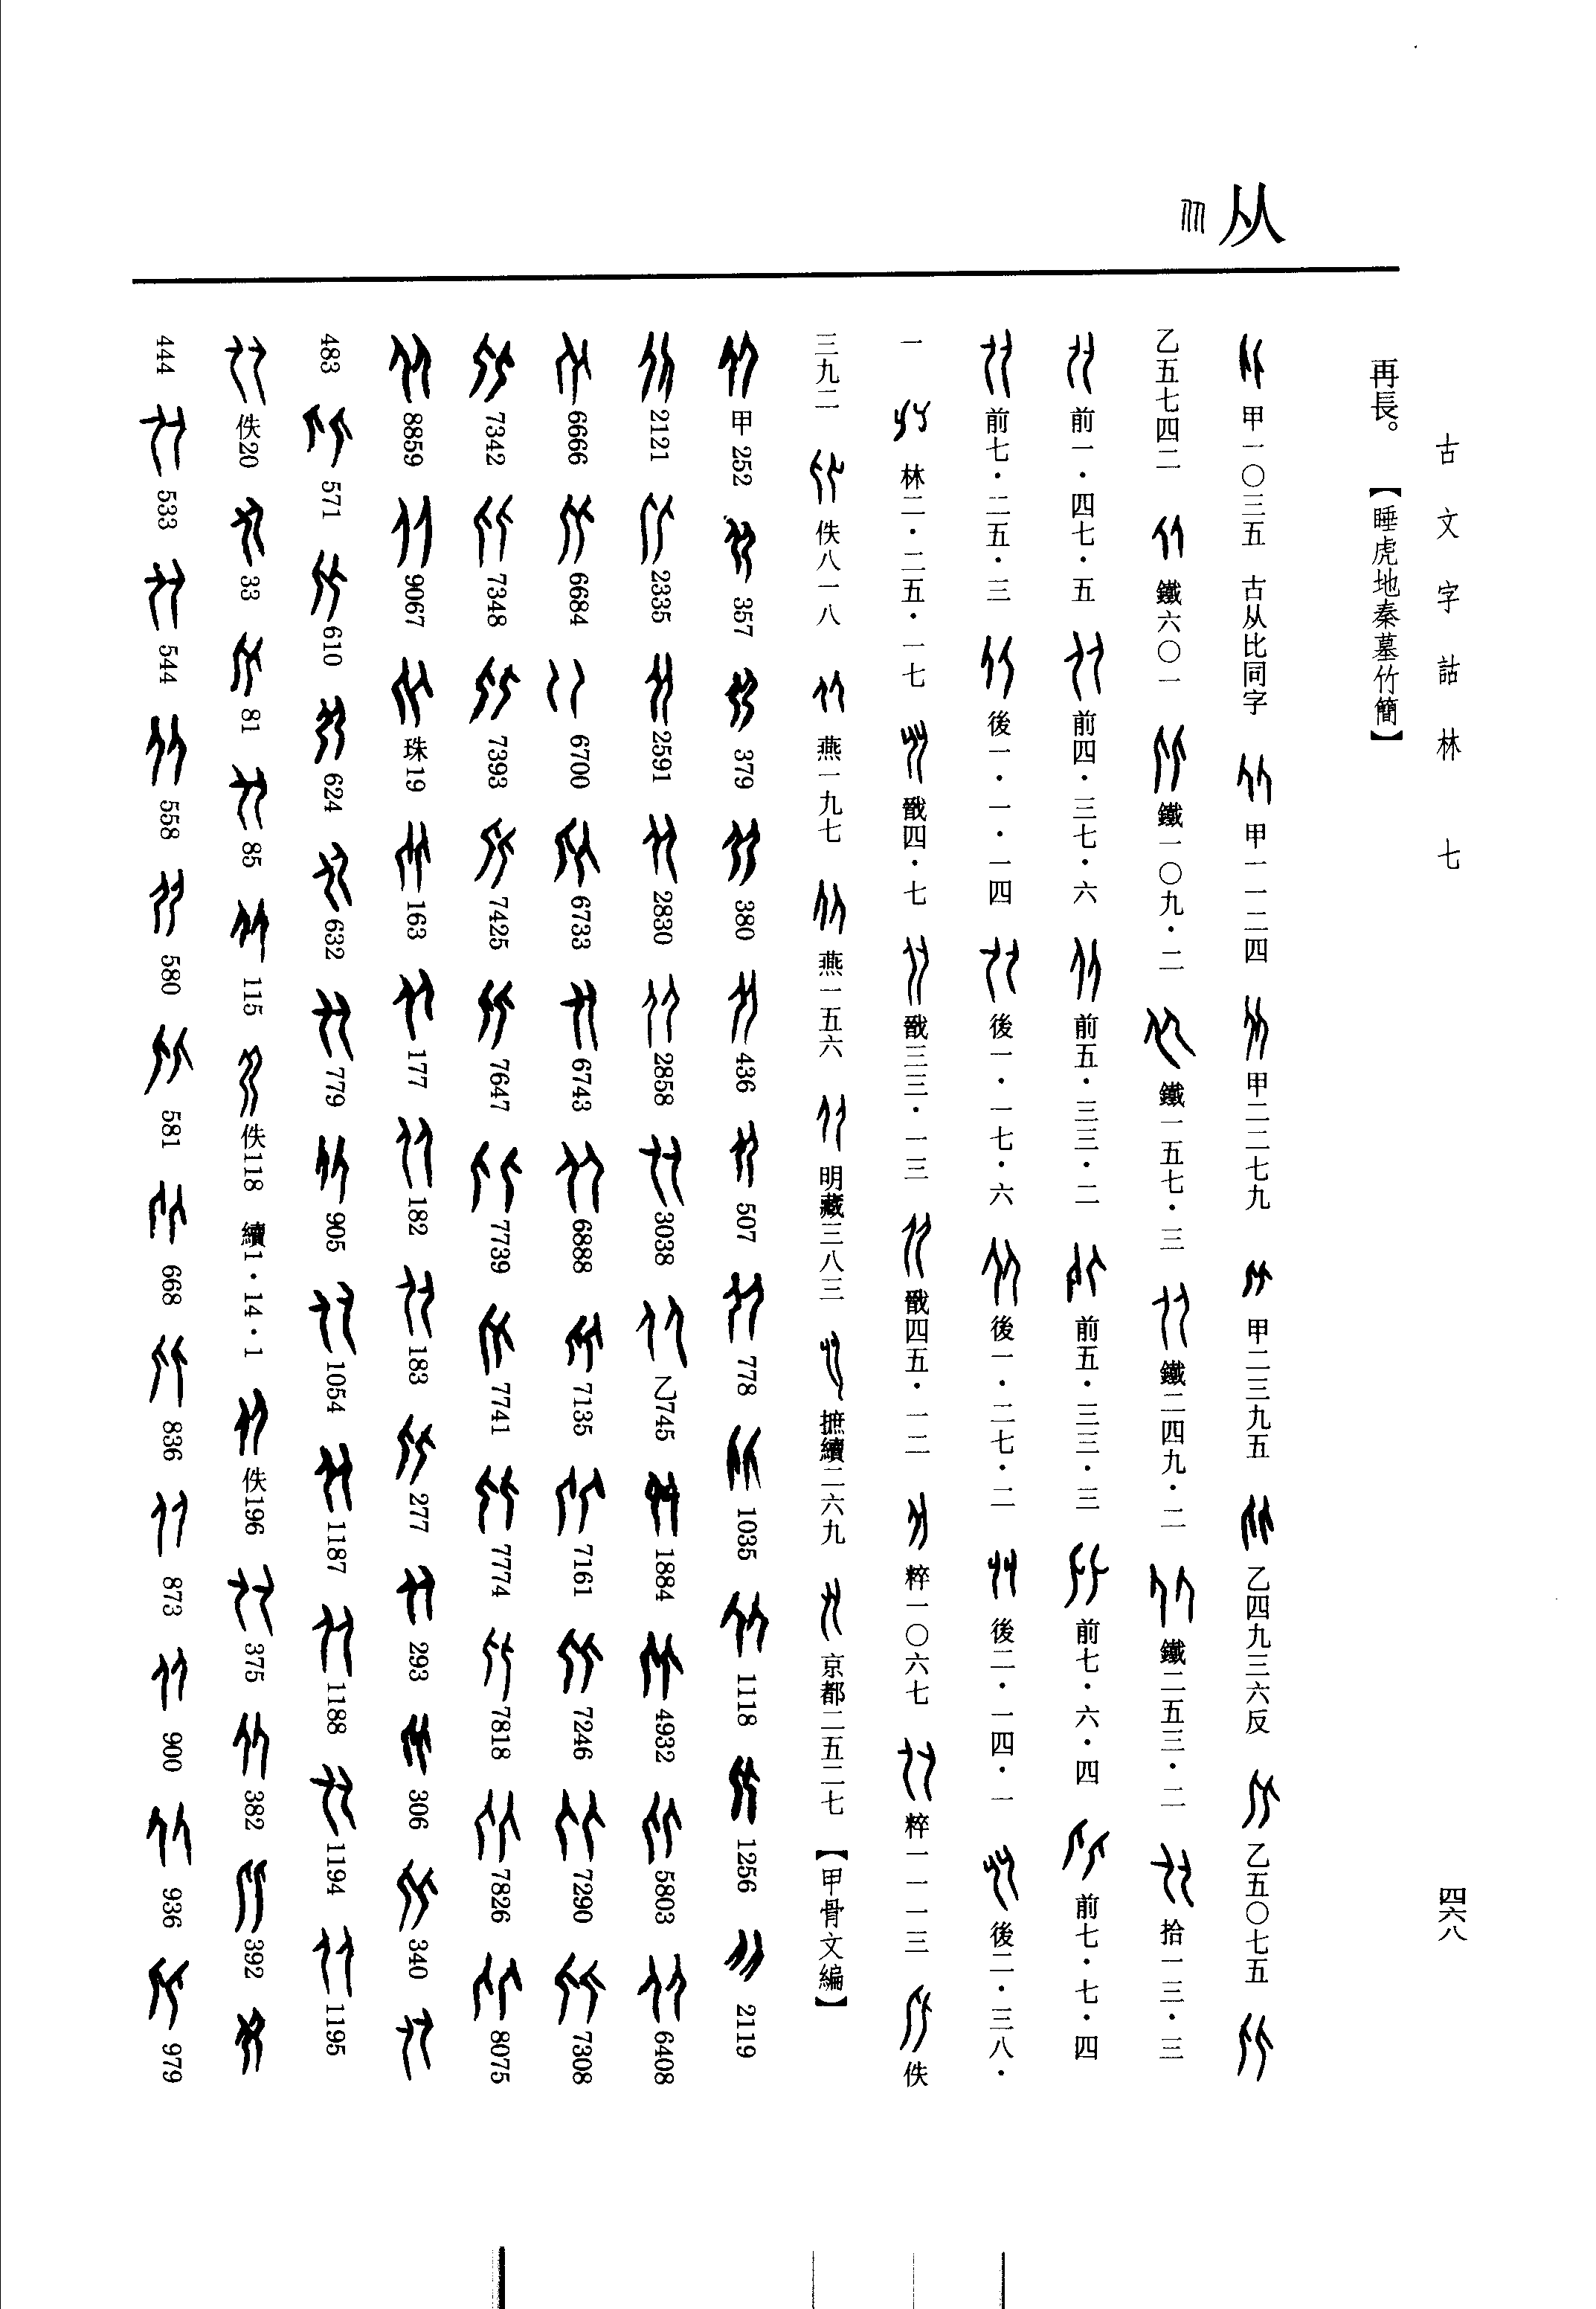 古文字詁林 七
四六八
从
再長。【睡虎地秦墓竹簡】
甲一〇三五 古从比同字 甲一一二四 甲二二七九 甲二三九五 乙四九三六反 乙五〇七五
乙五七四二 鐵六〇一 鐵一〇九·二 鐵一五七·三 鐵二四九·二 鐵二五三·二 拾一三·三
前一·四七·五 前四·三七·六 前五·三三·二 前五·三三·三 前七·六·四 前七·七·四
前七·二五·三 後一·一·一四 後一·一七·六 後一·二七·二 後二·一四·一 後二·三八·
一 林二·二五·一七 戩四·七 戩三三·一三 戩四五·一二 粹一〇六七 粹一一一三 佚
三九二 佚八一八 燕一九七 燕一五六 明藏三八三 摭續二六九 京都二五二七 【甲骨文編】
甲252 357 379 380 436 507 778 1035 1118 1256 2119
2121 2335 2591 2830 2858 3038 乙745 1884 4932 5803 6408
6666 6684 6700 6733 6743 6888 7135 7161 7246 7290 7308
7342 7348 7393 7425 7647 7739 7741 7774 7818 7826 8075
8859 9067 珠19 163 177 182 183 277 293 306 340
483 571 610 624 632 779 905 1054 1187 1188 1194 1195
佚20 33 81 85 115 佚118 續1·14·1 佚196 375 382 392
444 533 544 558 580 581 668 836 873 900 936 979